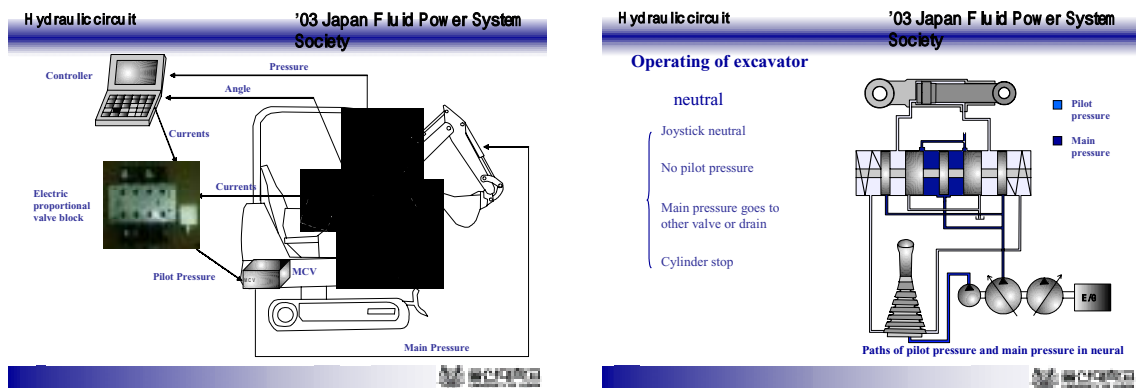 Hydraulic circuit
'03 Japan Fluid Power System
Society
Controller
Pressure
Angle
Currents
Currents
Electric
proportional
valve block
Pilot Pressure
MCV
MCV
Main Pressure
Hydraulic circuit
'03 Japan Fluid Power System
Society
Operating of excavator
neutral
Joystick neutral
No pilot pressure
Main pressure goes to
other valve or drain
Cylinder stop
Pilot
pressure
Main
pressure
E/G
Paths of pilot pressure and main pressure in neural